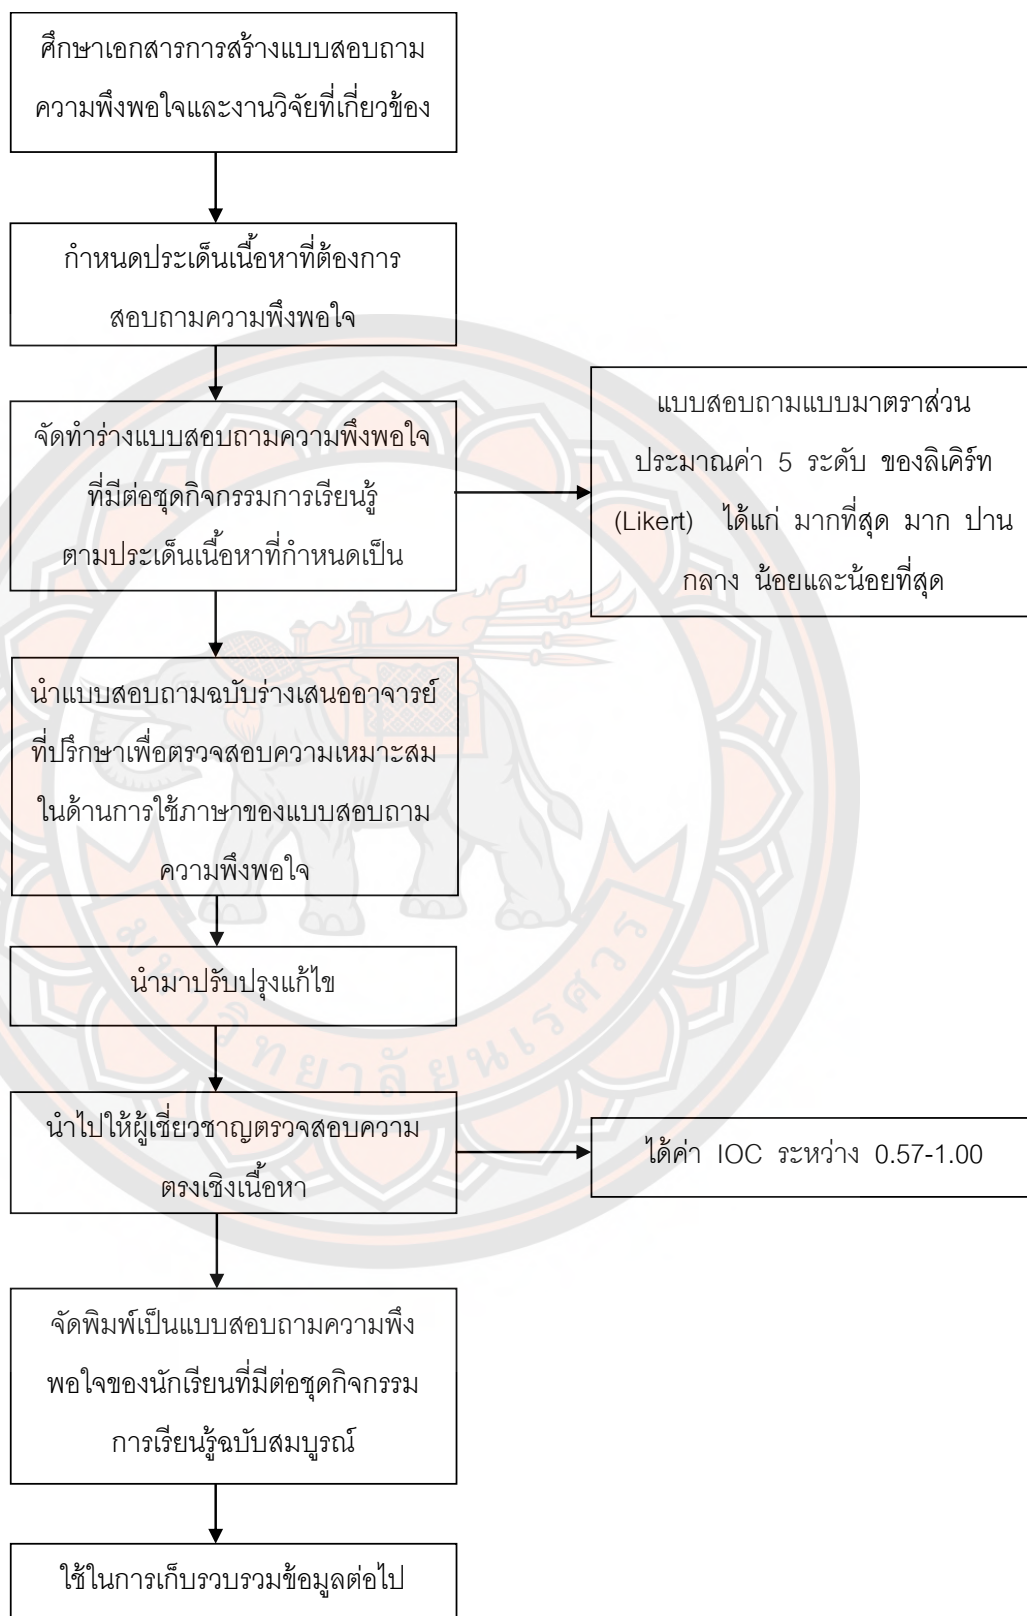 ศึกษาเอกสารการสร้างแบบสอบถาม
ความพึงพอใจและงานวิจัยที่เกี่ยวข้อง
กำหนดประเด็นเนื้อหาที่ต้องการ
สอบถามความพึงพอใจ
จัดทำร่างแบบสอบถามความพึงพอใจ
ที่มีต่อชุดกิจกรรมการเรียนรู้
ตามประเด็นเนื้อหาที่กำหนดเป็น
แบบสอบถามแบบมาตราส่วน
ประมาณค่า 5 ระดับ ของลิเคิร์ท
(Likert) ได้แก่ มากที่สุด มาก ปาน
กลาง น้อยและน้อยที่สุด
นำแบบสอบถามฉบับร่างเสนออาจารย์
ที่ปรึกษาเพื่อตรวจสอบความเหมาะสม
ในด้านการใช้ภาษาของแบบสอบถาม
ความพึงพอใจ
นำมาปรับปรุงแก้ไข
นำไปให้ผู้เชี่ยวชาญตรวจสอบความ
ตรงเชิงเนื้อหา
ได้ค่า IOC ระหว่าง 0.57-1.00
จัดพิมพ์เป็นแบบสอบถามความพึง
พอใจของนักเรียนที่มีต่อชุดกิจกรรม
การเรียนรู้ฉบับสมบูรณ์
ใช้ในการเก็บรวบรวมข้อมูลต่อไป
มหาวิทยาลัยนเรศวร